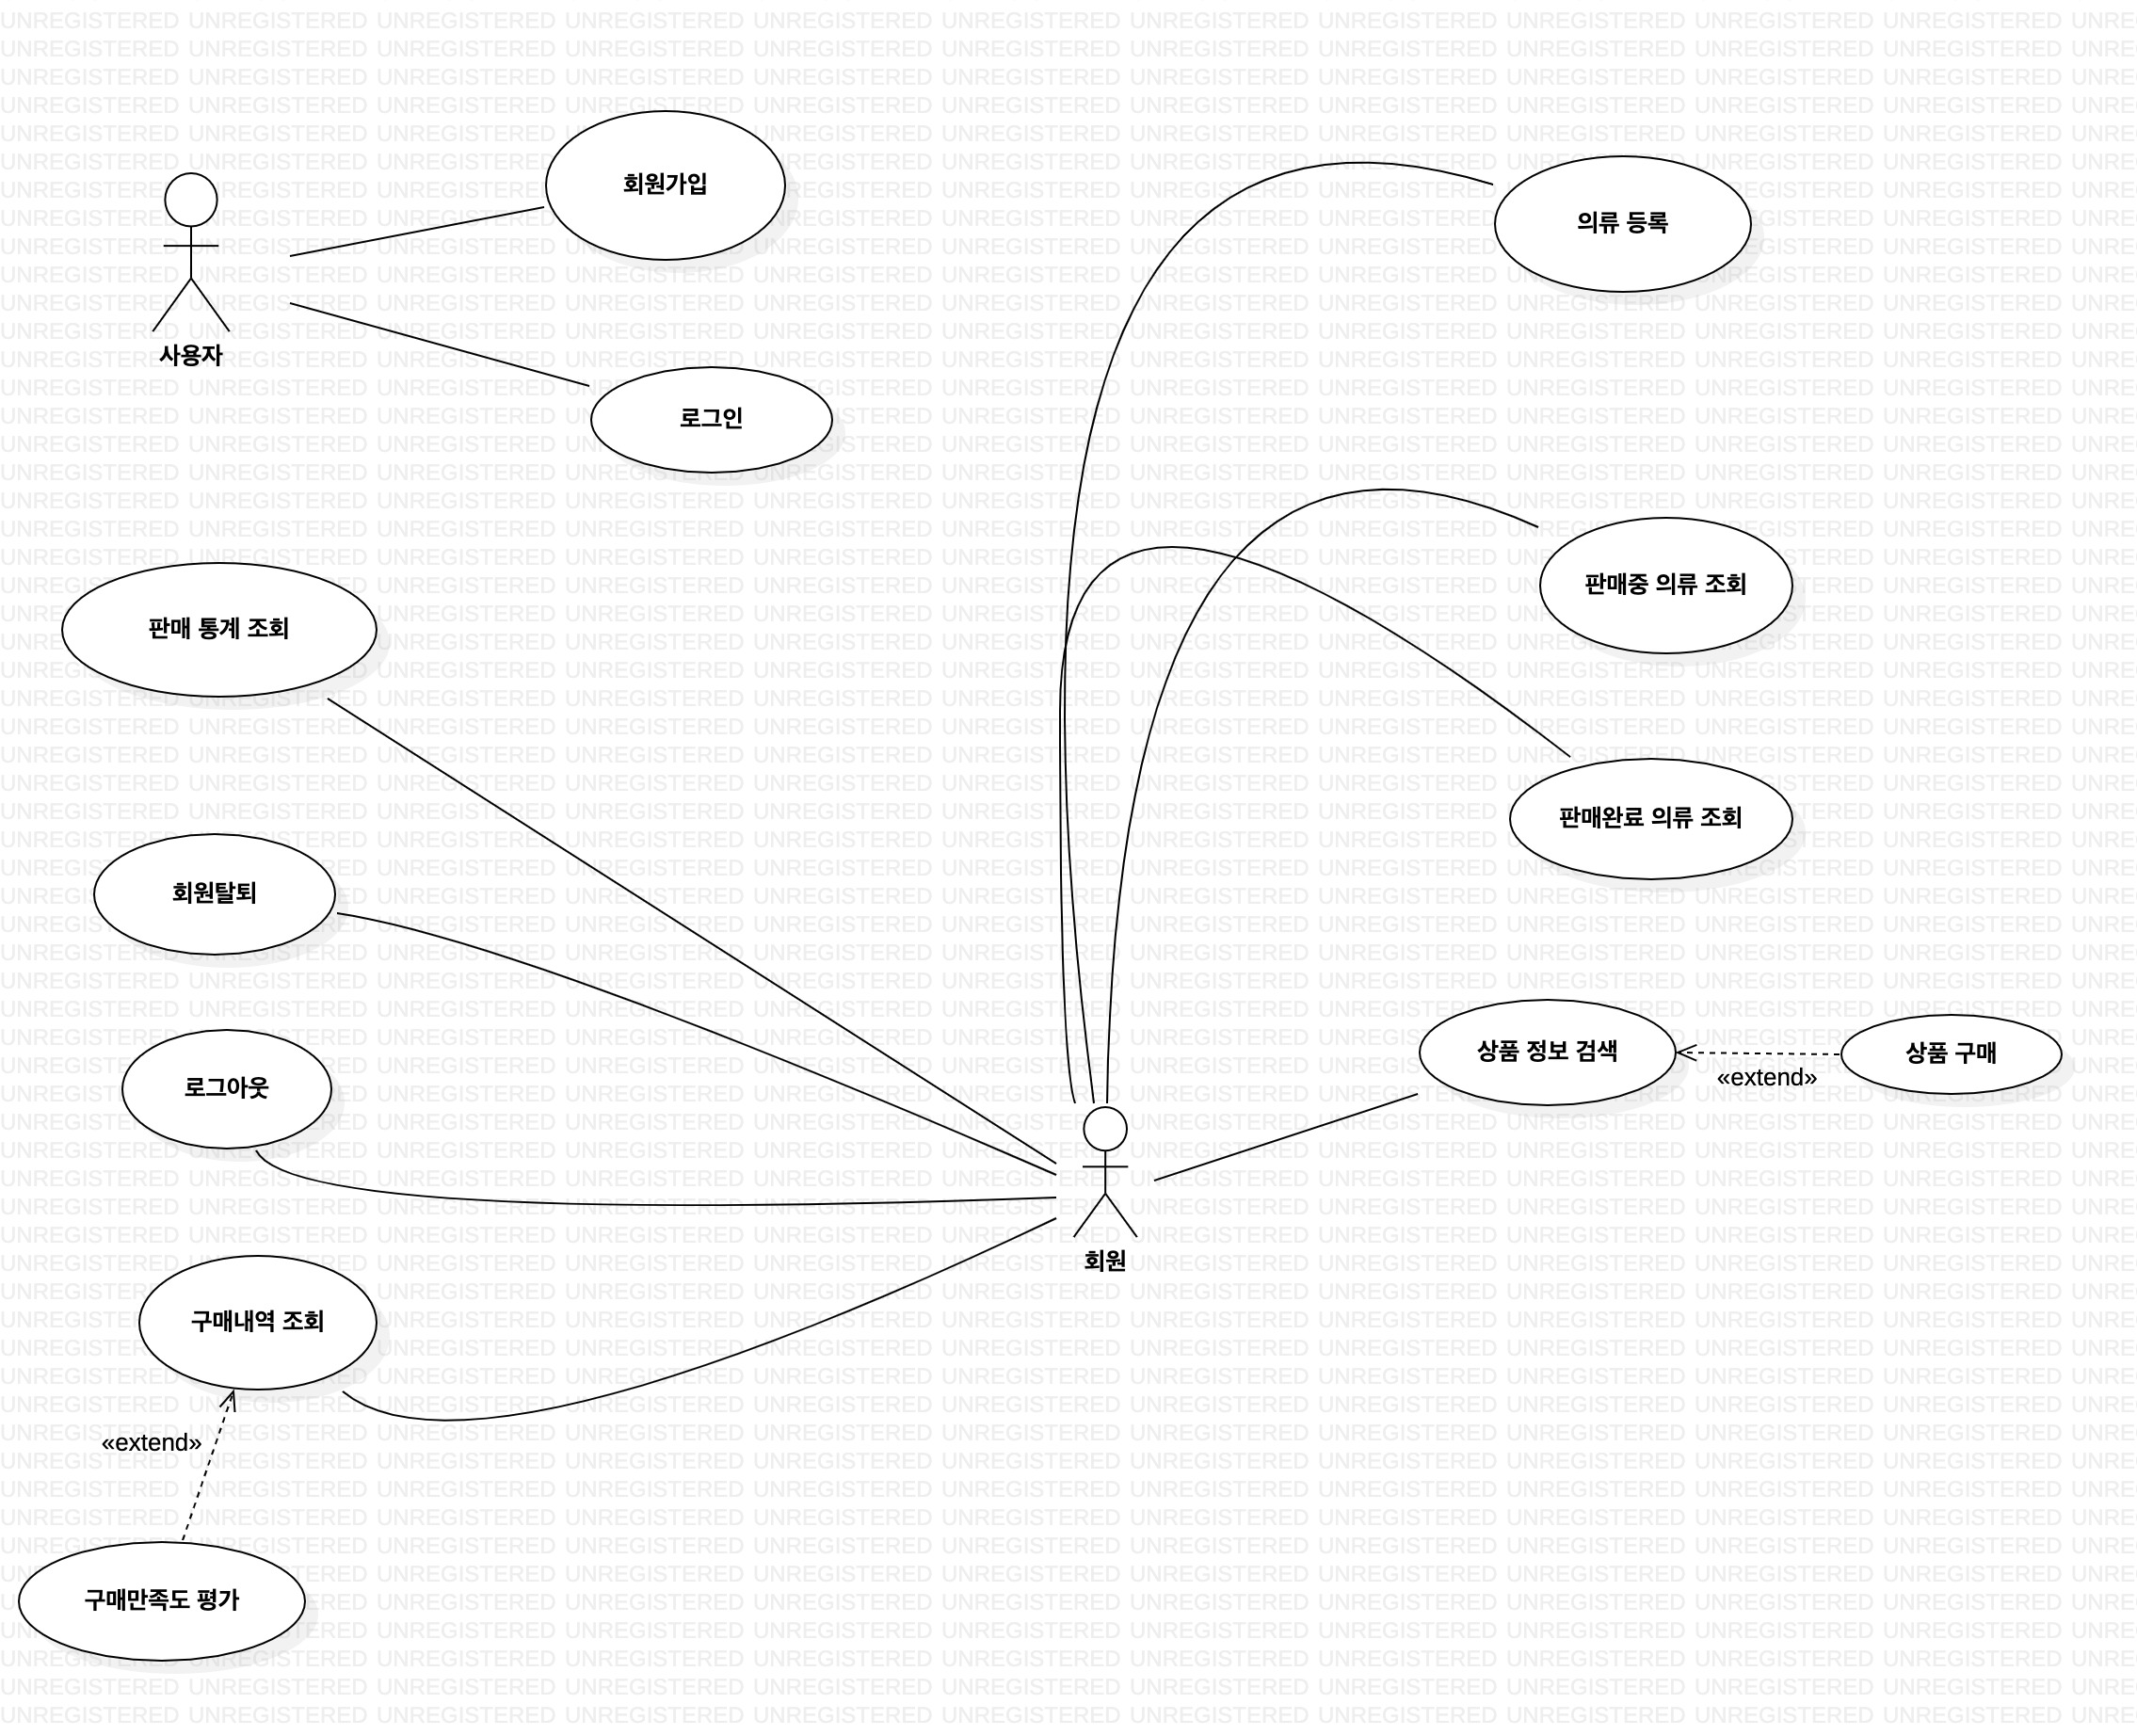 회원가입
의류 등록
사용자
로그인
판매중 의류 조회
판매 통계 조회
판매완료 의류 조회
회원탈퇴
상품 정보 검색
상품 구매
«extend»
로그아웃
회원
구매내역 조회
«extend»
구매만족도 평가